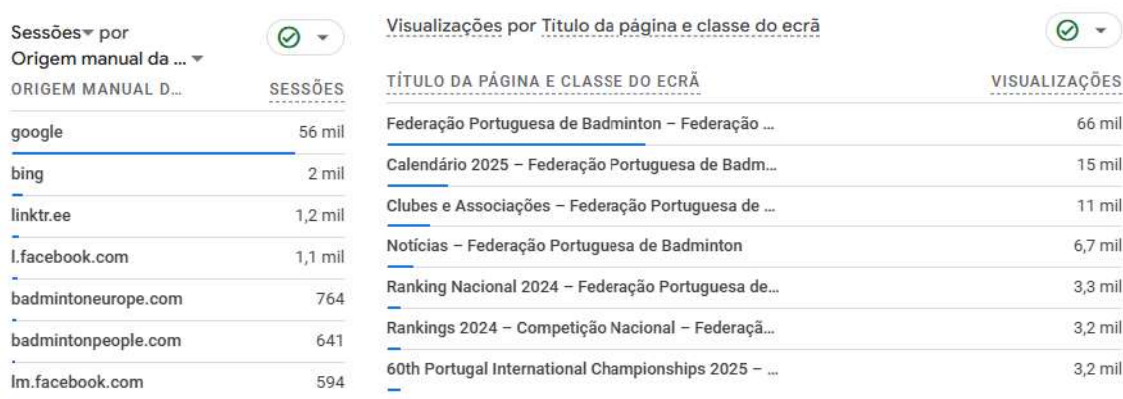 Sessões por
Origem manual da ...
ORIGEM MANUAL D... SESSÕES
google 56 mil
bing 2 mil
linktr.ee 1,2 mil
l.facebook.com 1,1 mil
badmintoneurope.com 764
badmintonpeople.com 641
lm.facebook.com 594
Visualizações por Título da página e classe do ecrã
TÍTULO DA PÁGINA E CLASSE DO ECRÃ VISUALIZAÇÕES
Federação Portuguesa de Badminton – Federação ... 66 mil
Calendário 2025 – Federação Portuguesa de Badm... 15 mil
Clubes e Associações – Federação Portuguesa de ... 11 mil
Notícias – Federação Portuguesa de Badminton 6,7 mil
Ranking Nacional 2024 – Federação Portuguesa de... 3,3 mil
Rankings 2024 – Competição Nacional – Federaçã... 3,2 mil
60th Portugal International Championships 2025 – ... 3,2 mil